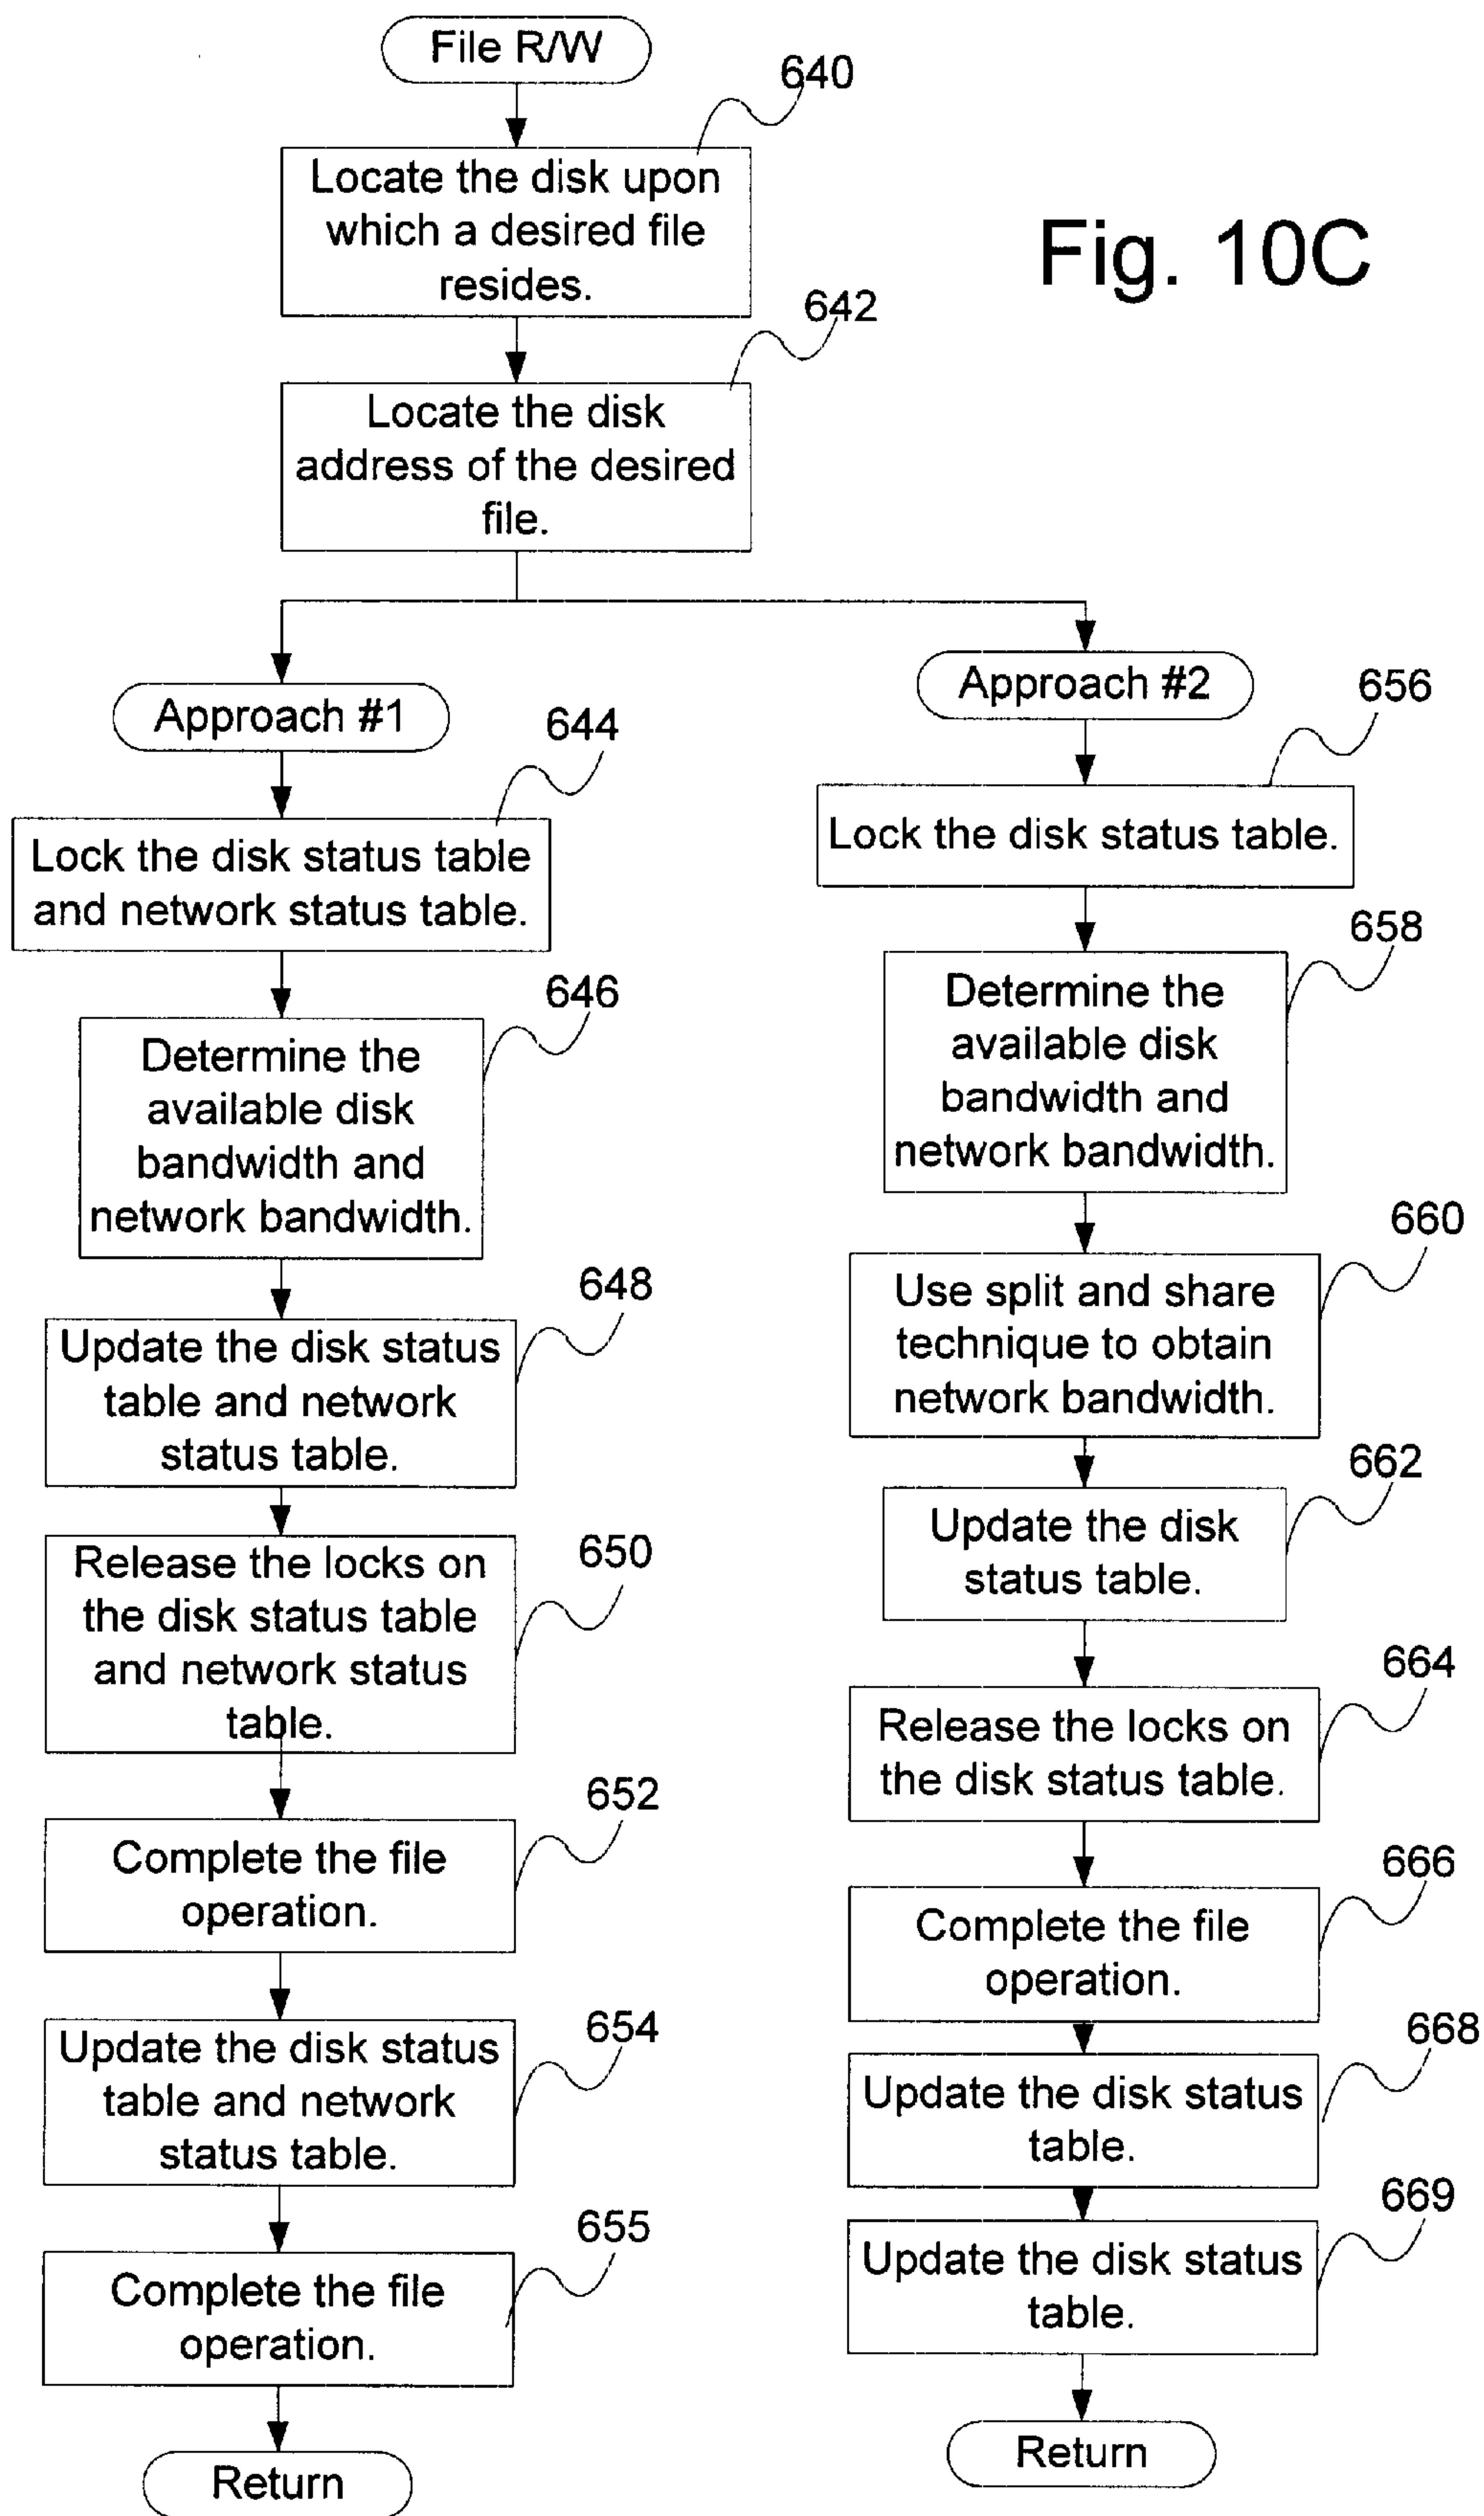 File R/W
640
Locate the disk upon
which a desired file
resides.
Fig. 10C
642
Locate the disk
address of the desired
file.
Approach #1
644
Lock the disk status table
and network status table.
646
Determine the
available disk
bandwidth and
network bandwidth.
648
Update the disk status
table and network
status table.
650
Release the locks on
the disk status table
and network status
table.
652
Complete the file
operation.
654
Update the disk status
table and network
status table.
655
Complete the file
operation.
Return
Approach #2
656
Lock the disk status table.
658
Determine the
available disk
bandwidth and
network bandwidth.
660
Use split and share
technique to obtain
network bandwidth.
662
Update the disk
status table.
664
Release the locks on
the disk status table.
666
Complete the file
operation.
668
Update the disk status
table.
669
Update the disk status
table.
Return